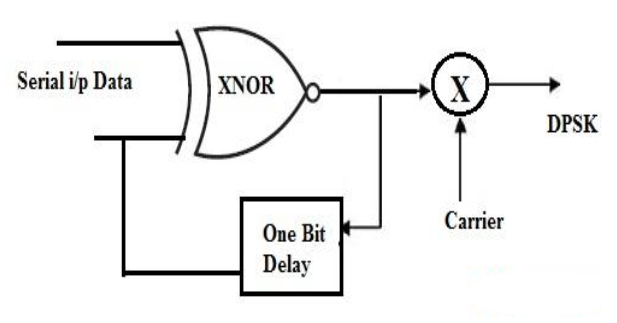 Serial i/p Data
XNOR
X
DPSK
One Bit
Delay
Carrier